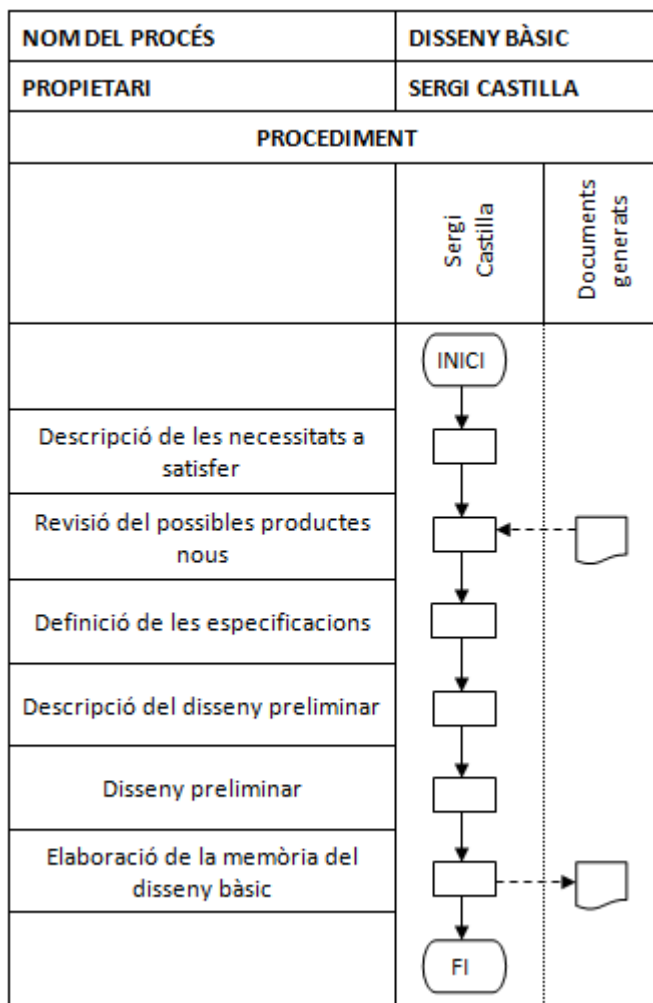 NOM DEL PROCÉS
DISSENY BÀSIC
PROPIETARI
SERGI CASTILLA
PROCEDIMENT
Sergi
Castilla
Documents
generats
INICI
Descripció de les necessitats a
satisfer
Revisió del possibles productes
nous
Definició de les especificacions
Descripció del disseny preliminar
Disseny preliminar
Elaboració de la memòria del
disseny bàsic
FI